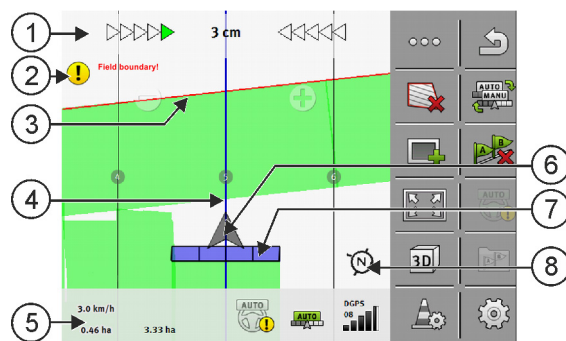 1
3 cm
2
Field boundary!
AUTO
MANU
3
A B
4
6
7
AUTO
N
8
3D
5
3.0 km/h
0.46 ha 3.33 ha
AUTO
AUTO
DGPS
08